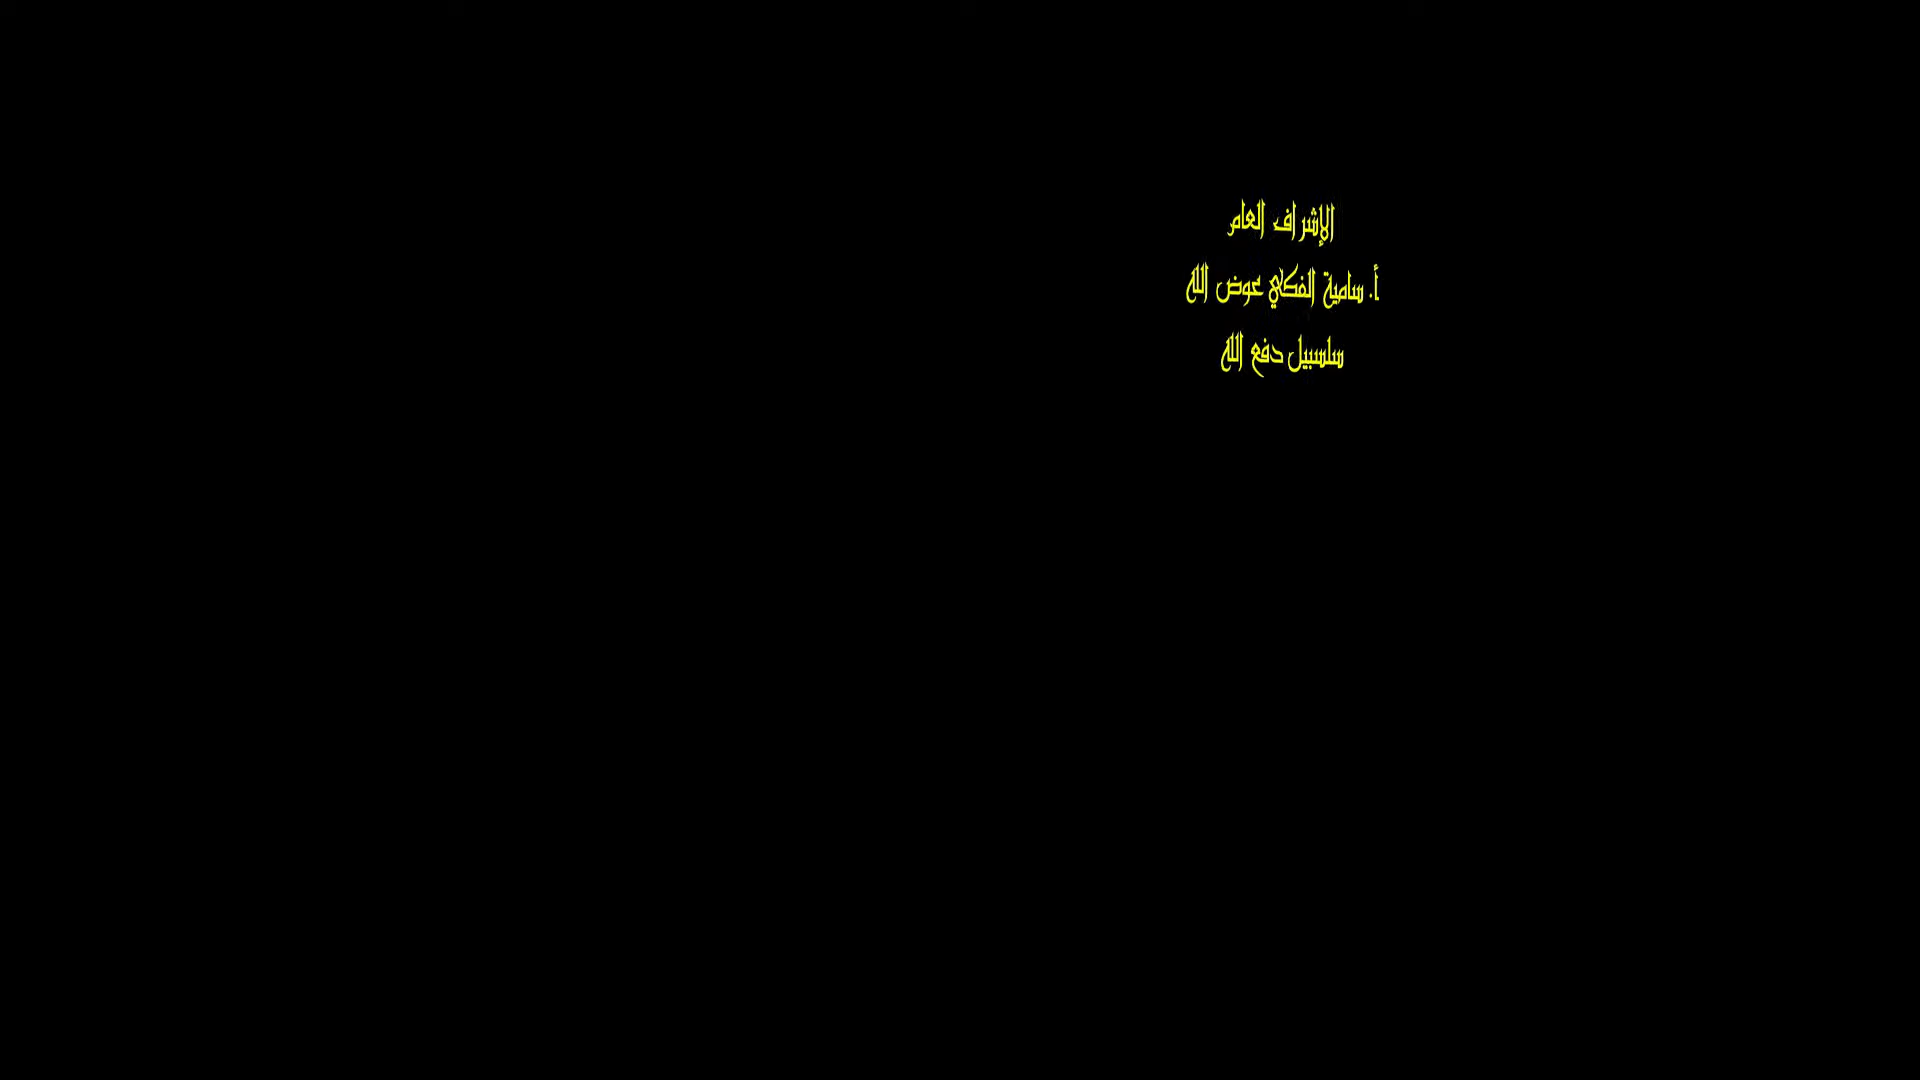 الإشراف العام
أ. سامية الفكي عوض الله
سلسبيل دفع الله